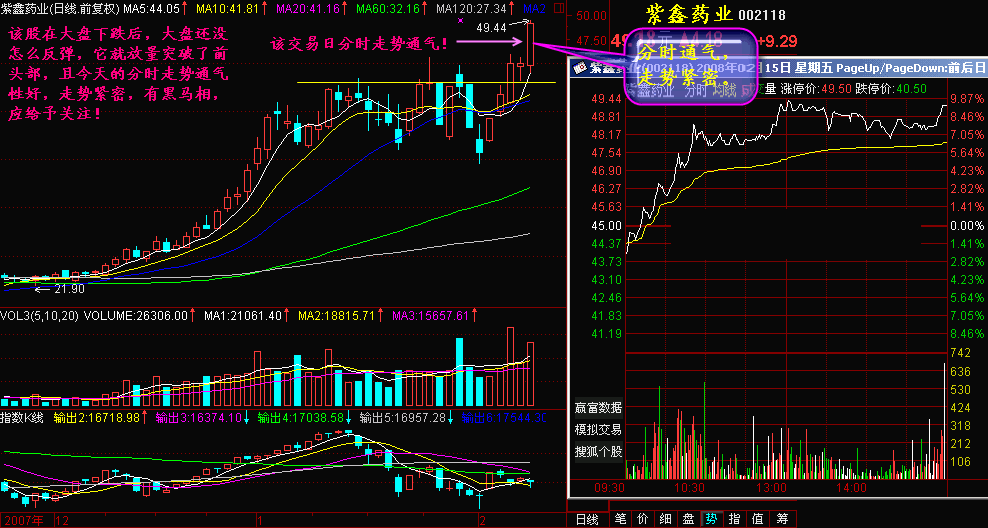 紫鑫药业(日线.前复权) MA5:44.05↑ MA10:41.81↑ MA20:41.16↑ MA60:32.16↑ MA120:27.34↑ MA2
该股在大盘下跌后，大盘还没
怎么反弹，它就放量突破了前
头部，且今天的分时走势通气
性好，走势紧密，有黑马相，
应给予关注！
49.44
该交易日分时走势通气！
21.90
VOL3(5,10,20) VOLUME:26306.00↑ MA1:21061.40↑ MA2:18815.71↑ MA3:15657.61↑
指数K线 输出2:16718.98↑ 输出3:16374.10↓ 输出4:17038.58↓ 输出5:16957.28↓ 输出6:17544.30
2007年 12 1 2
50.00
47.50
紫鑫药业 002118
+9.29
分时通气，
走势紧密。
15日 星期五 PageUp/PageDown:前后日
紫鑫药业 分时 均线 成交量 涨停价:49.50 跌停价:40.50
49.44 9.87%
48.81 8.46%
48.17 7.05%
47.54 5.64%
46.90 4.23%
46.27 2.82%
45.63 1.41%
45.00 0.00%
44.37 1.41%
43.73 2.82%
43.10 4.23%
42.46 5.64%
41.83 7.05%
41.19 8.46%
742
636
530
赢富数据 424
模拟交易 318
搜狐个股 212
106
09:30 10:30 13:00 14:00
日线 笔 价 细 盘 势 指 值 筹